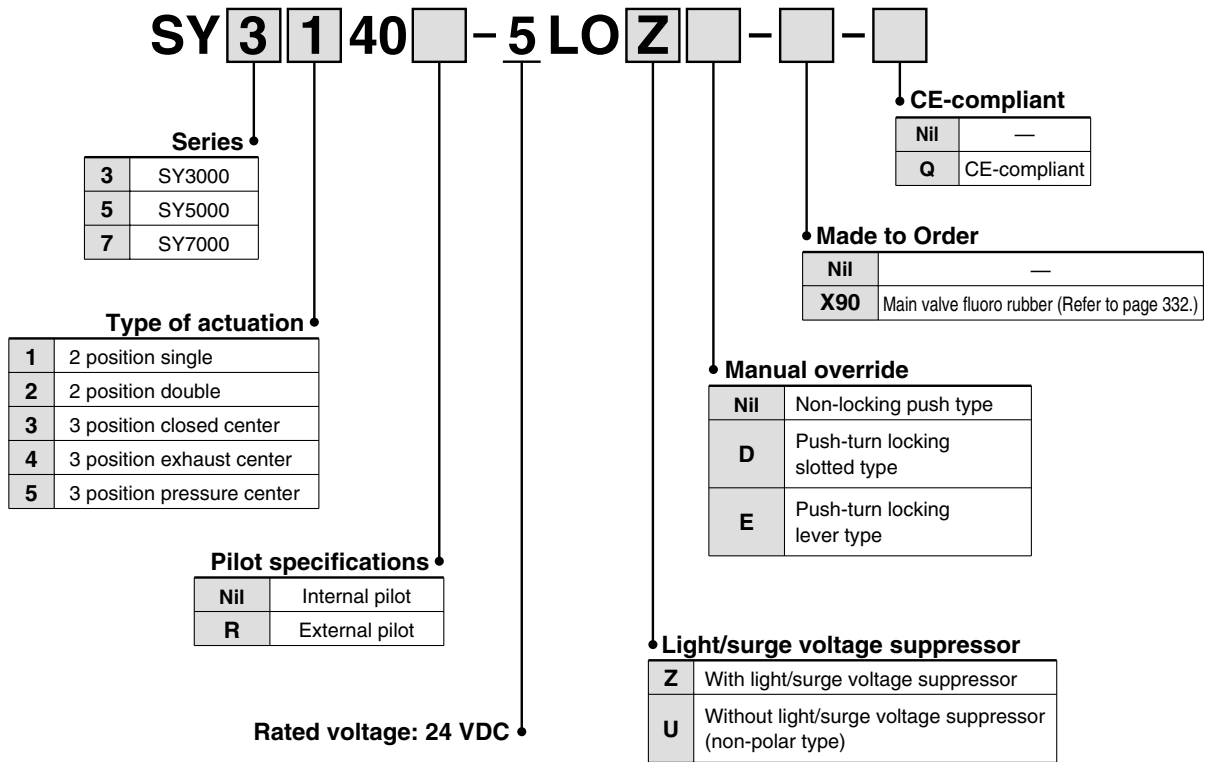 SY 3 1 40 – 5 LO Z – –
CE-compliant
Nil —
Q CE-compliant
Series
3 SY3000
5 SY5000
7 SY7000
Made to Order
Nil —
X90 Main valve fluoro rubber (Refer to page 332.)
Type of actuation
1 2 position single
2 2 position double
3 3 position closed center
4 3 position exhaust center
5 3 position pressure center
Manual override
Nil Non-locking push type
D Push-turn locking
slotted type
E Push-turn locking
lever type
Pilot specifications
Nil Internal pilot
R External pilot
Light/surge voltage suppressor
Z With light/surge voltage suppressor
U Without light/surge voltage suppressor
(non-polar type)
Rated voltage: 24 VDC